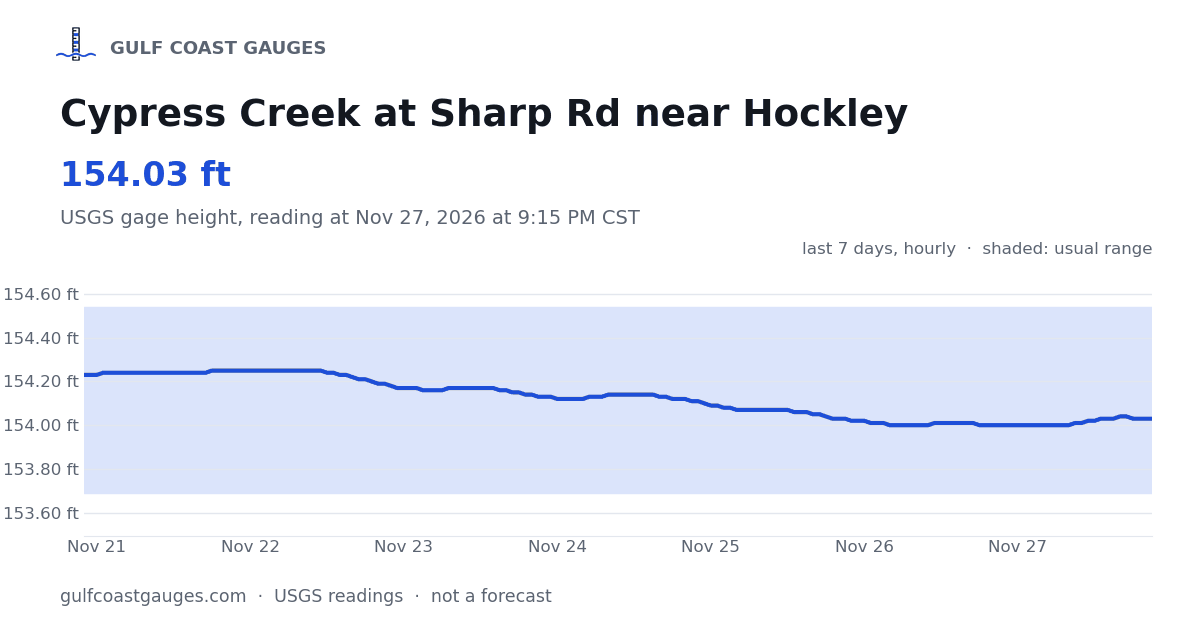 GULF COAST GAUGES
Cypress Creek at Sharp Rd near Hockley
154.03 ft
USGS gage height, reading at Nov 27, 2026 at 9:15 PM CST
last 7 days, hourly · shaded: usual range
154.60 ft
154.40 ft
154.20 ft
154.00 ft
153.80 ft
153.60 ft
Nov 21 Nov 22 Nov 23 Nov 24 Nov 25 Nov 26 Nov 27
gulfcoastgauges.com · USGS readings · not a forecast